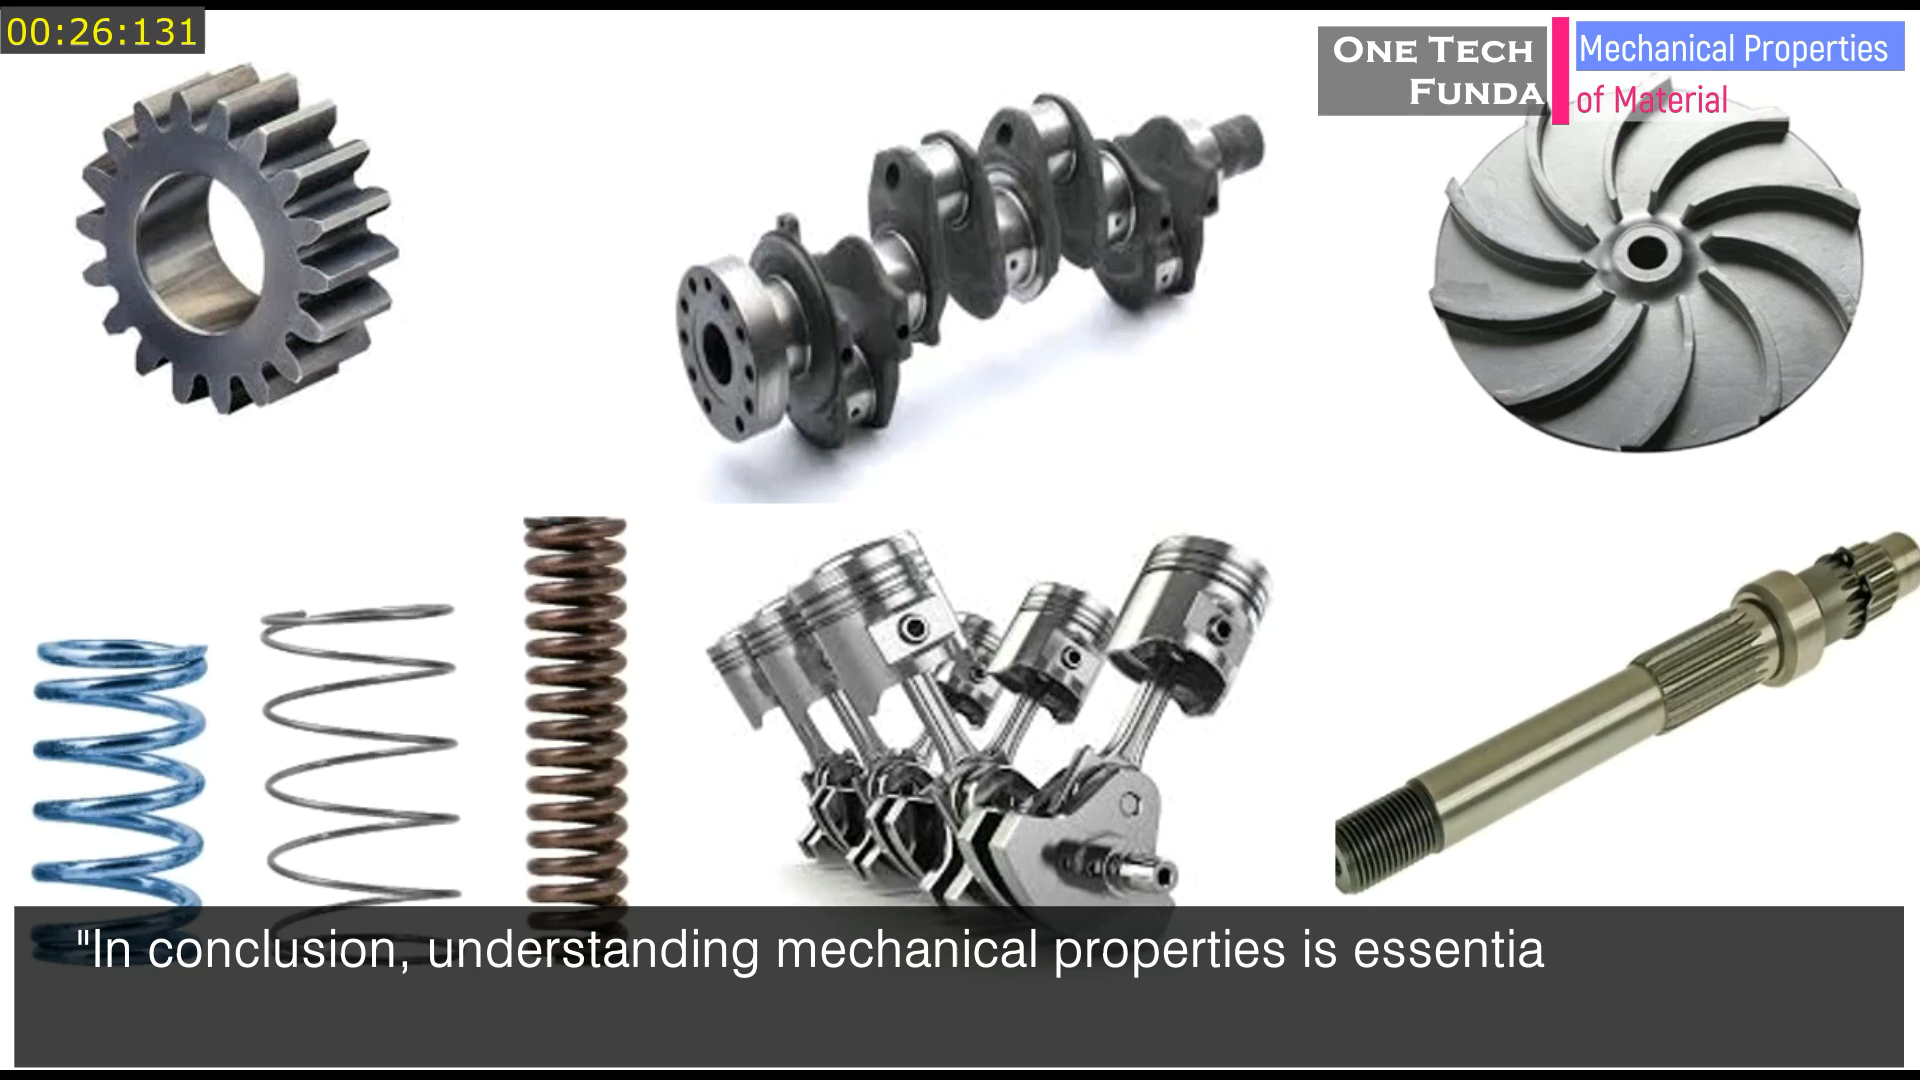 00:26:131
ONE TECH
FUNDA
Mechanical Properties
of Material
"In conclusion, understanding mechanical properties is essentia